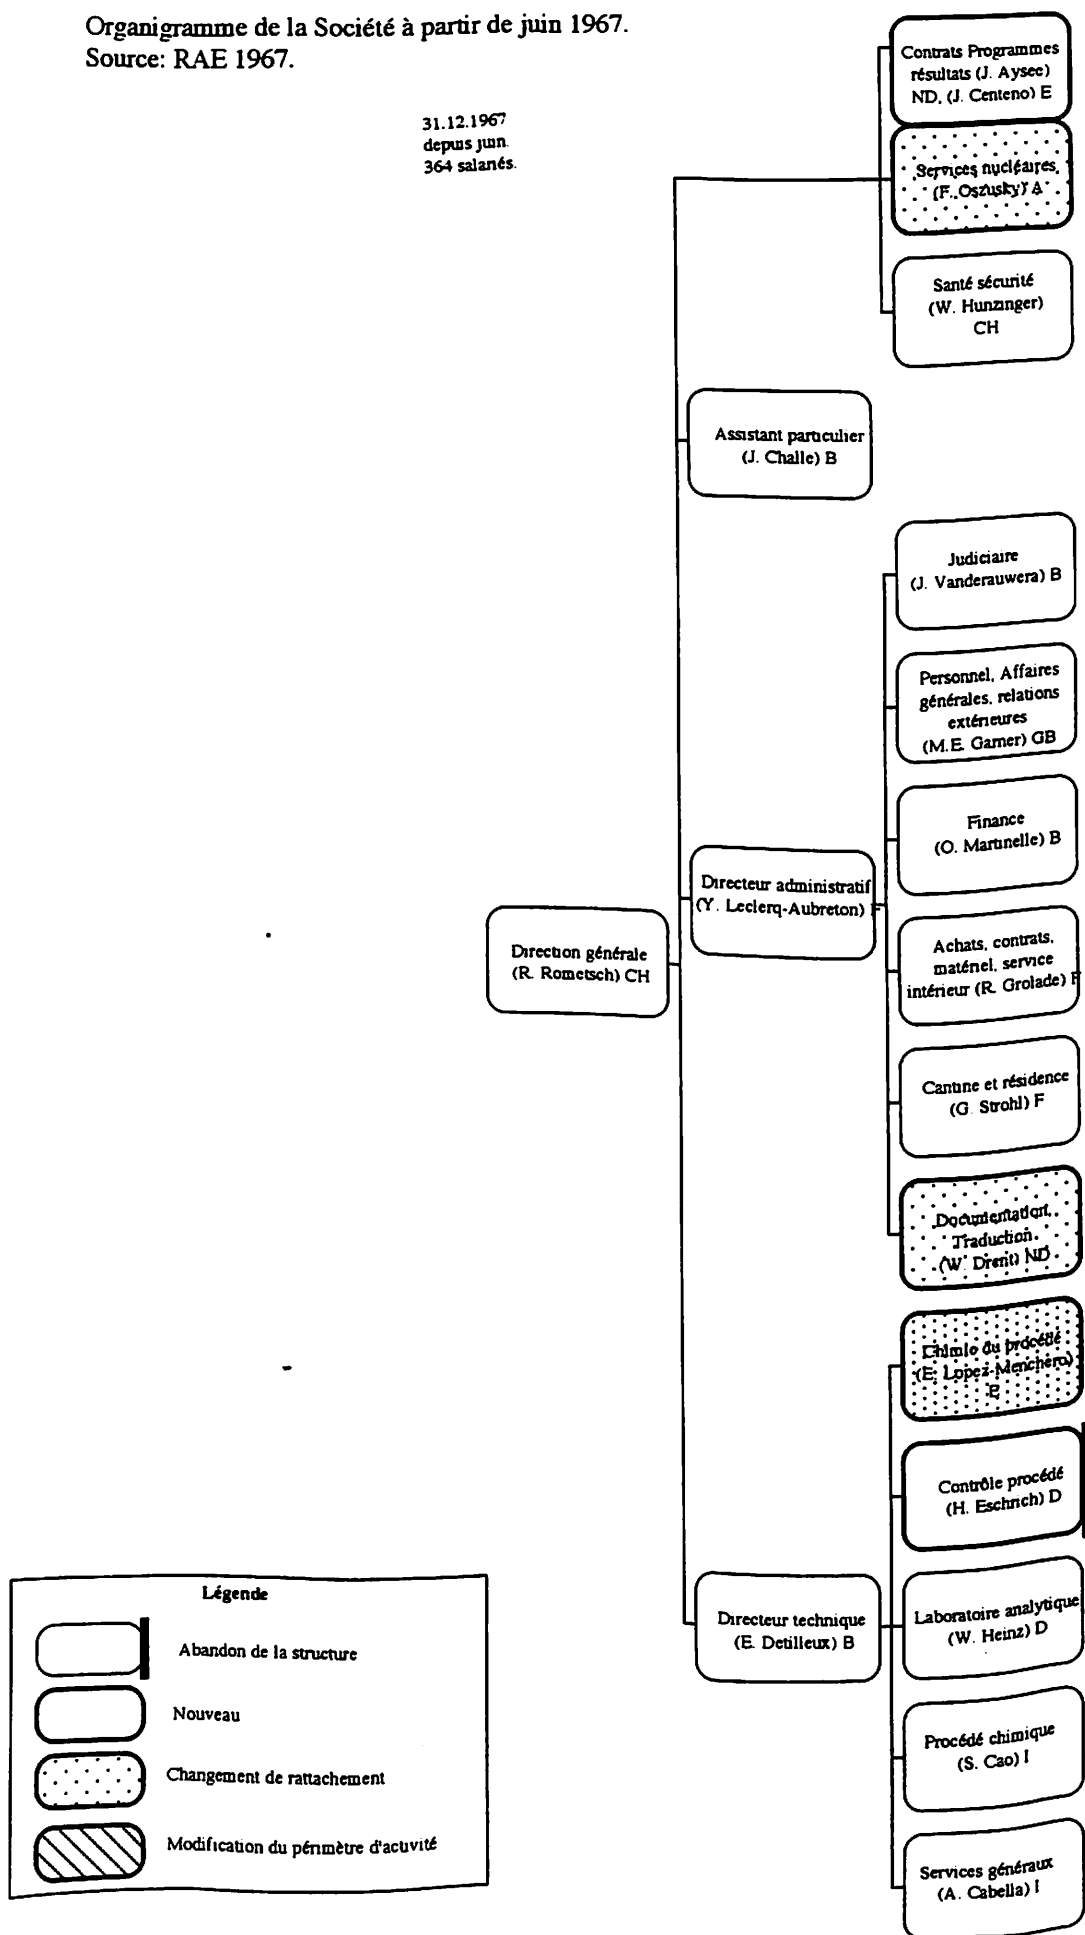 Organigramme de la Société à partir de juin 1967.
Source: RAE 1967.
31.12.1967
depuis juin.
364 salariés.
Contrats Programmes
résultats (J. Aysee)
ND, (J. Centeno) E
Services nucléaires,
(F. Oszusky) A
Santé sécurité
(W. Hunzinger)
CH
Assistant particulier
(J. Challe) B
Judiciaire
(J. Vanderauwera) B
Personnel, Affaires
générales, relations
extérieures
(M.E. Garner) GB
Finance
(O. Martinelle) B
Directeur administratif
(Y. Leclerq-Aubreton) F
Direction générale
(R. Rometsch) CH
Achats, contrats,
matériel, service
intérieur (R. Grolade) F
Cantine et résidence
(G. Strohl) F
Documentation,
Traduction,
(W. Drent) ND
Chimie du procédé
(E. Lopez-Menchero)
E
Contrôle procédé
(H. Eschrich) D
Directeur technique
(E. Detilleux) B
Laboratoire analytique
(W. Heinz) D
Procédé chimique
(S. Cao) I
Services généraux
(A. Cabella) I
Légende
Abandon de la structure
Nouveau
Changement de rattachement
Modification du périmètre d'activité